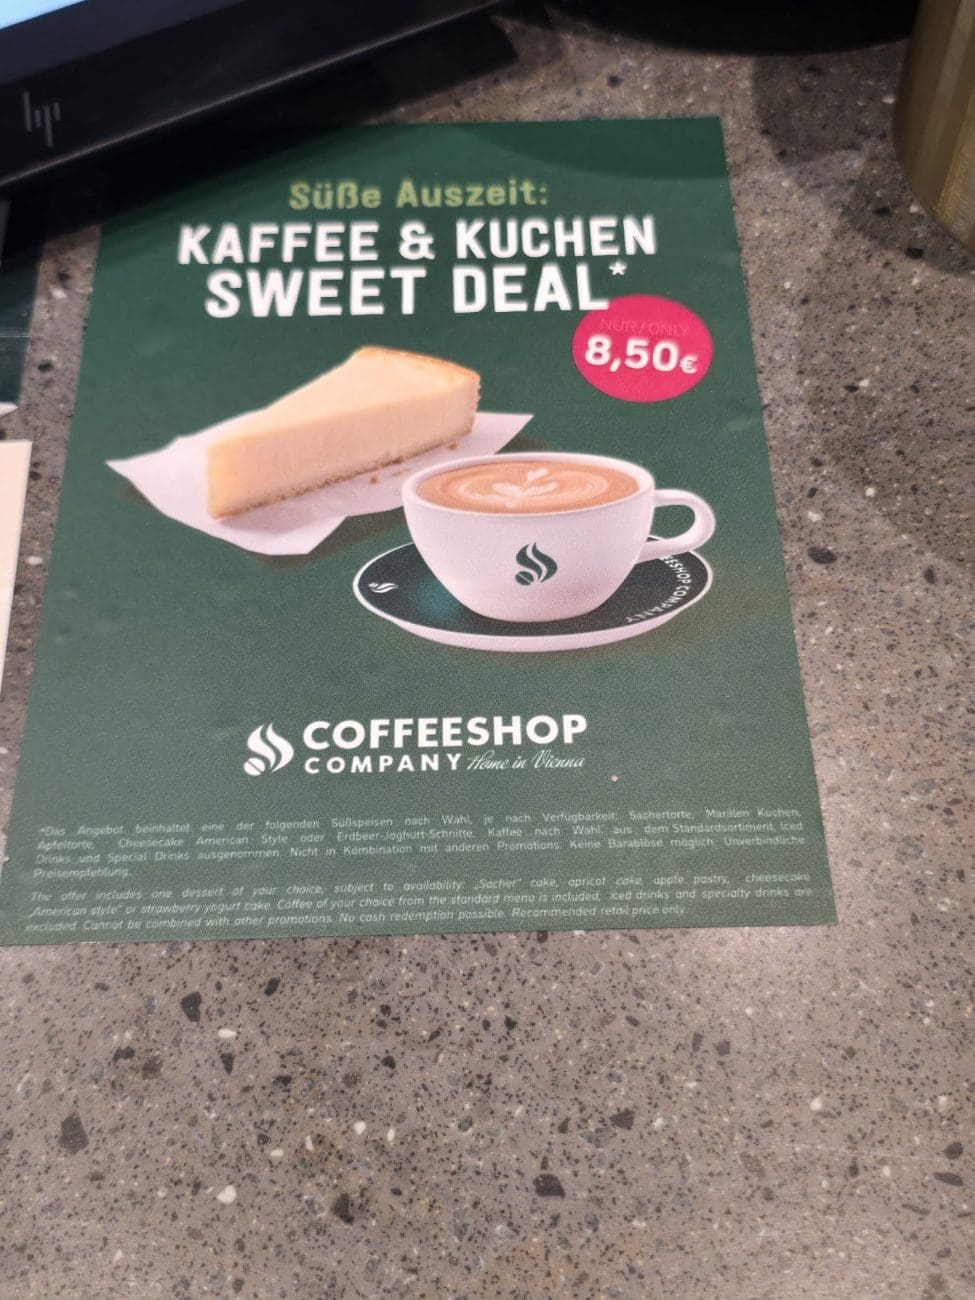 Süße Auszeit:
KAFFEE & KUCHEN
SWEET DEAL*
NUR/ONLY
8,50€
COFFEESHOP
COMPANY Home in Vienna
*Das Angebot beinhaltet eine der folgenden Süßspeisen nach Wahl, je nach Verfügbarkeit: Sachertorte, Marillen Kuchen,
Apfeltorte, Cheesecake American Style oder Erdbeer-Joghurt-Schnitte. Kaffee nach Wahl aus dem Standardsortiment, Iced
Drinks und Special Drinks ausgenommen. Nicht in Kombination mit anderen Promotions. Keine Barablöse möglich. Unverbindliche
Preisempfehlung.
The offer includes one dessert of your choice, subject to availability: „Sacher" cake, apricot cake, apple pastry, cheesecake
„American style" or strawberry yogurt cake. Coffee of your choice from the standard menu is included, iced drinks and specialty drinks are
excluded. Cannot be combined with other promotions. No cash redemption possible. Recommended retail price only.